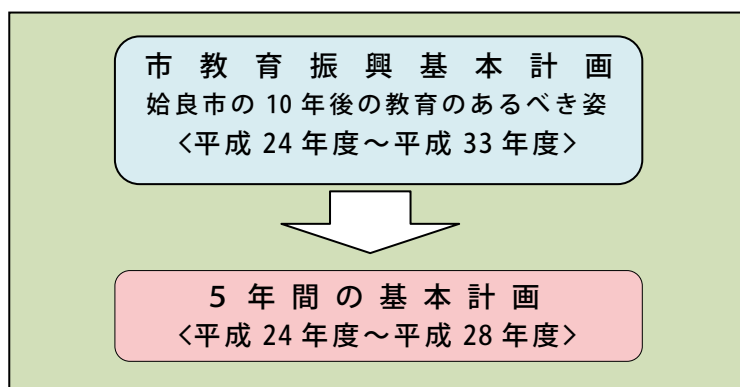 市教育振興基本計画
姶良市の10年後の教育のあるべき姿
<平成24年度～平成33年度>
5年間の基本計画
<平成24年度～平成28年度>